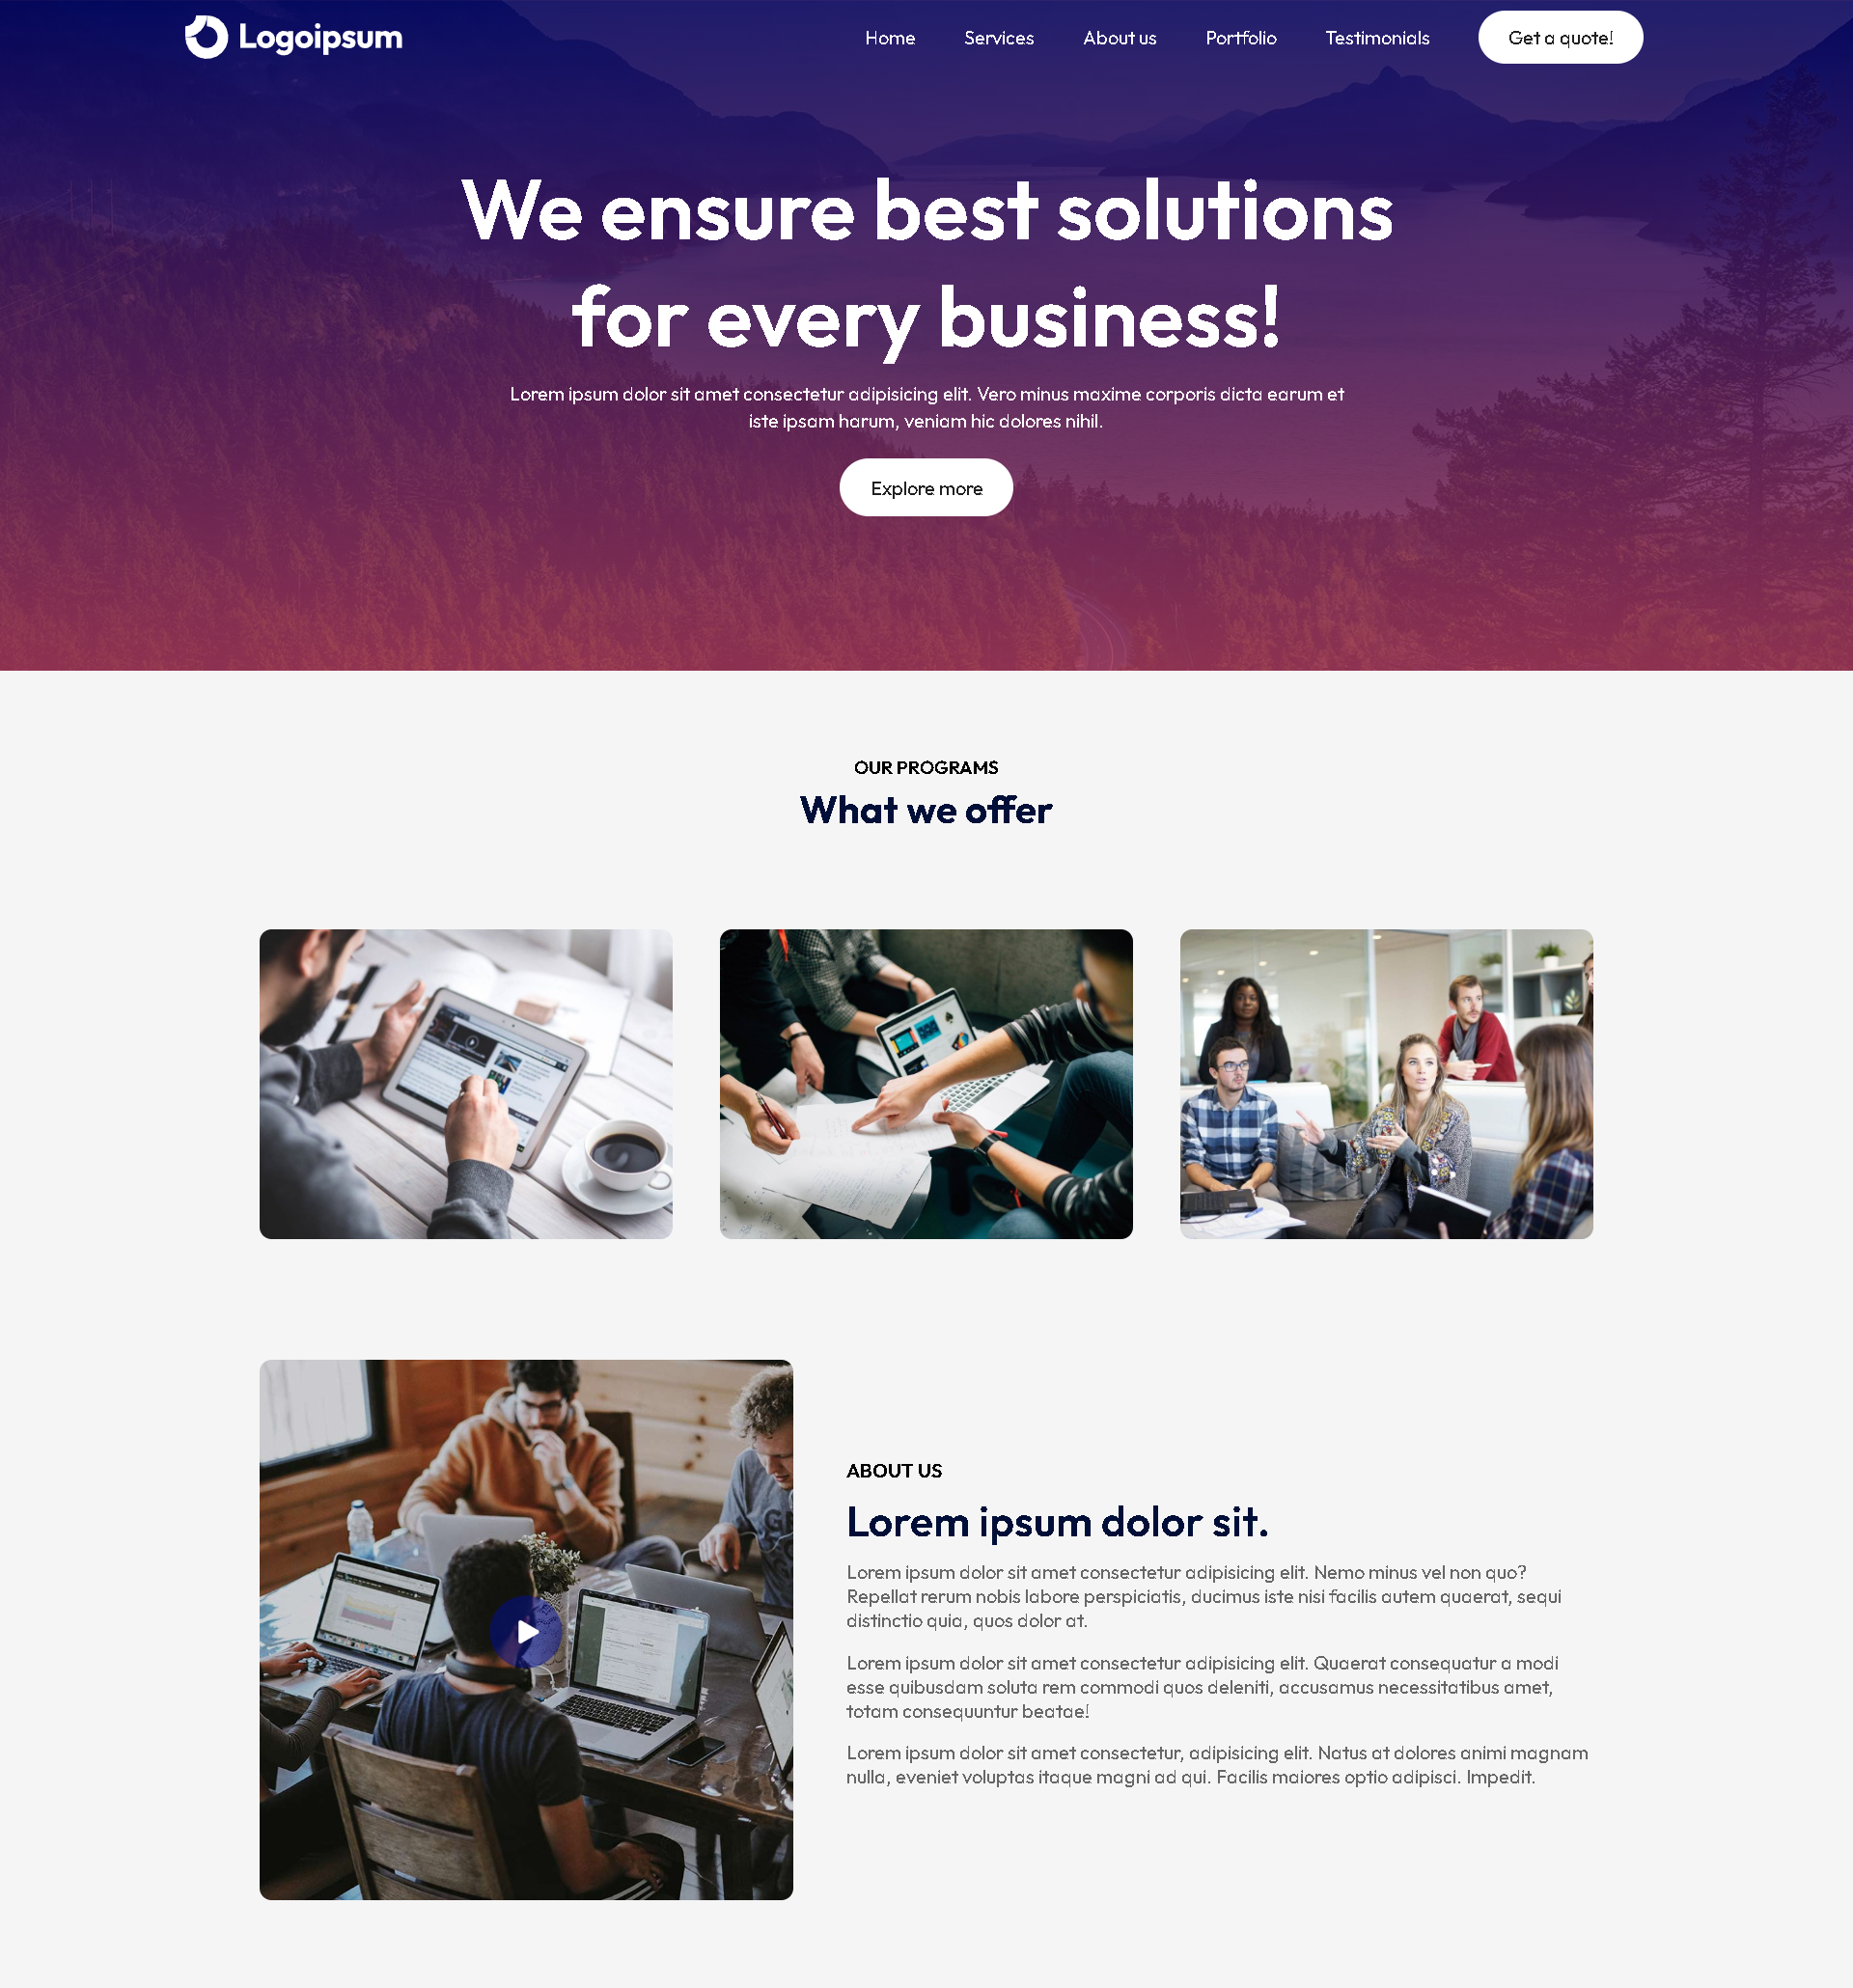 Logoipsum
Home Services About us Portfolio Testimonials Get a quote!
We ensure best solutions
for every business!
Lorem ipsum dolor sit amet consectetur adipisicing elit. Vero minus maxime corporis dicta earum et
iste ipsam harum, veniam hic dolores nihil.
Explore more
OUR PROGRAMS
What we offer
ABOUT US
Lorem ipsum dolor sit.
Lorem ipsum dolor sit amet consectetur adipisicing elit. Nemo minus vel non quo?
Repellat rerum nobis labore perspiciatis, ducimus iste nisi facilis autem quaerat, sequi
distinctio quia, quos dolor at.
Lorem ipsum dolor sit amet consectetur adipisicing elit. Quaerat consequatur a modi
esse quibusdam soluta rem commodi quos deleniti, accusamus necessitatibus amet,
totam consequuntur beatae!
Lorem ipsum dolor sit amet consectetur, adipisicing elit. Natus at dolores animi magnam
nulla, eveniet voluptas itaque magni ad qui. Facilis maiores optio adipisci. Impedit.